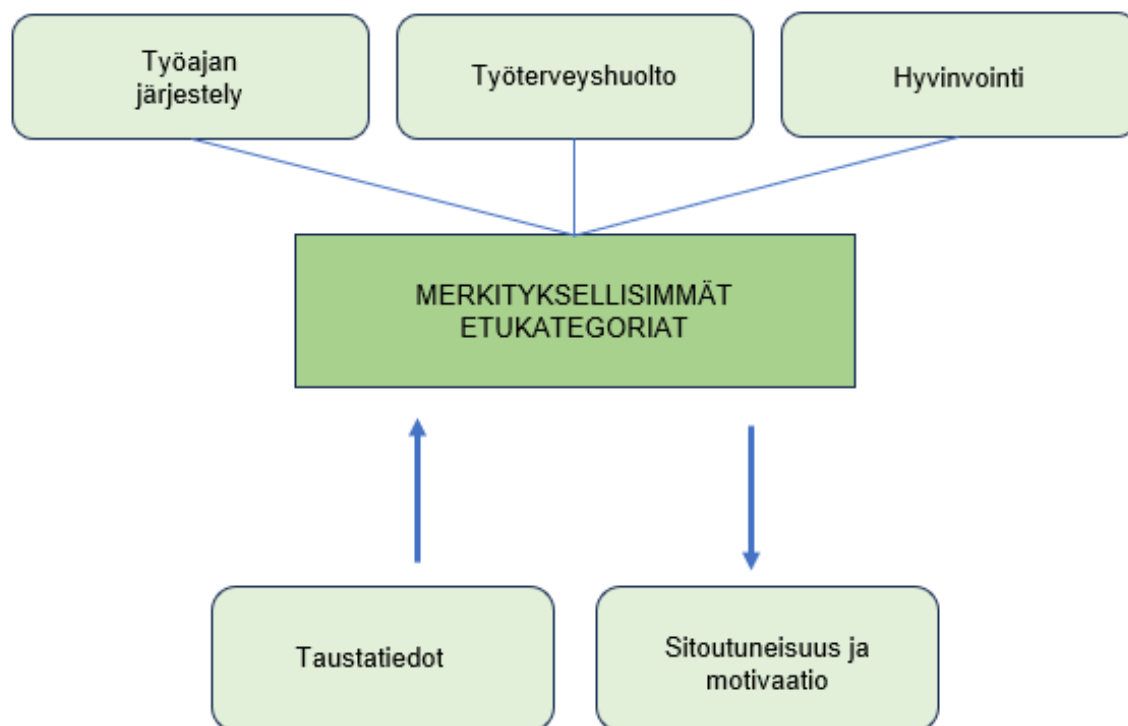 Työajan
järjestely
Työterveyshuolto
Hyvinvointi
MERKITYKSELLISIMMÄT
ETUKATEGORIAT
Taustatiedot
Sitoutuneisuus ja
motivaatio